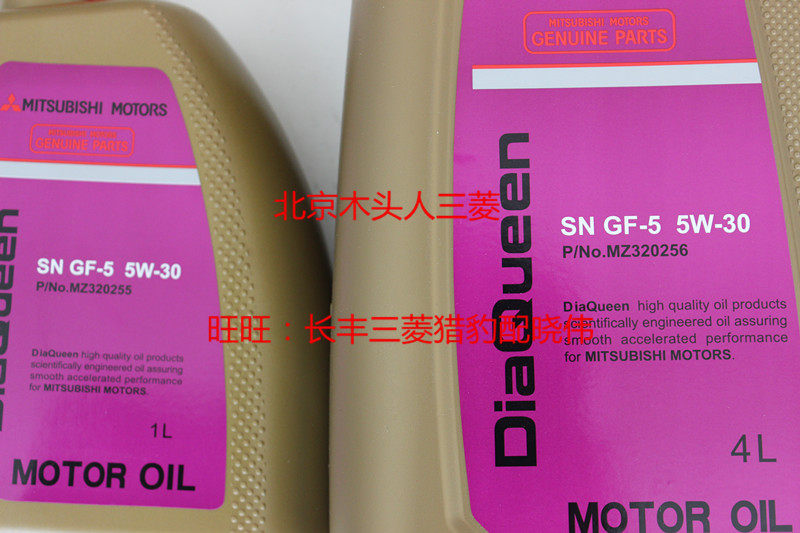 MITSUBISHI MOTORS
MITSUBISHI MOTORS
GENUINE PARTS
DiaQueen
SN GF-5 5W-30
P/No.MZ320255
DiaQueen high quality oil products
scientifically engineered oil assuring
smooth accelerated performance
for MITSUBISHI MOTORS.
1L
MOTOR OIL
MITSUBISHI MOTORS
GENUINE PARTS
DiaQueen
SN GF-5 5W-30
P/No.MZ320256
DiaQueen high quality oil products
scientifically engineered oil assuring
smooth accelerated performance
for MITSUBISHI MOTORS.
4L
MOTOR OIL
北京木头人三菱
旺旺：长丰三菱猎豹配晓伟